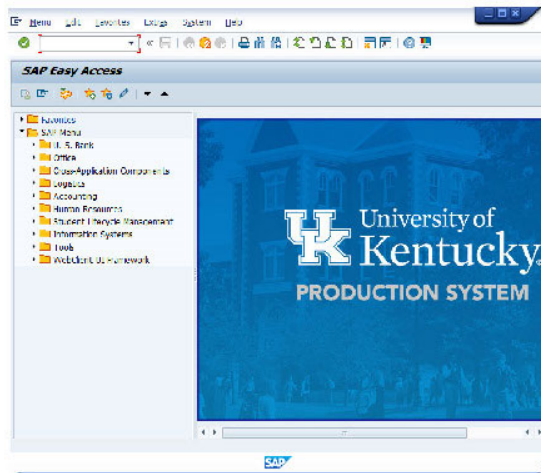 Menu Edit Favorites Extras System Help
SAP Easy Access
Favorites
SAP Menu
U. S. Bank
Office
Cross-Application Components
Logistics
Accounting
Human Resources
Student Lifecycle Management
Information Systems
Tools
WebClient UI Framework
UK
University of
Kentucky
PRODUCTION SYSTEM
SAP